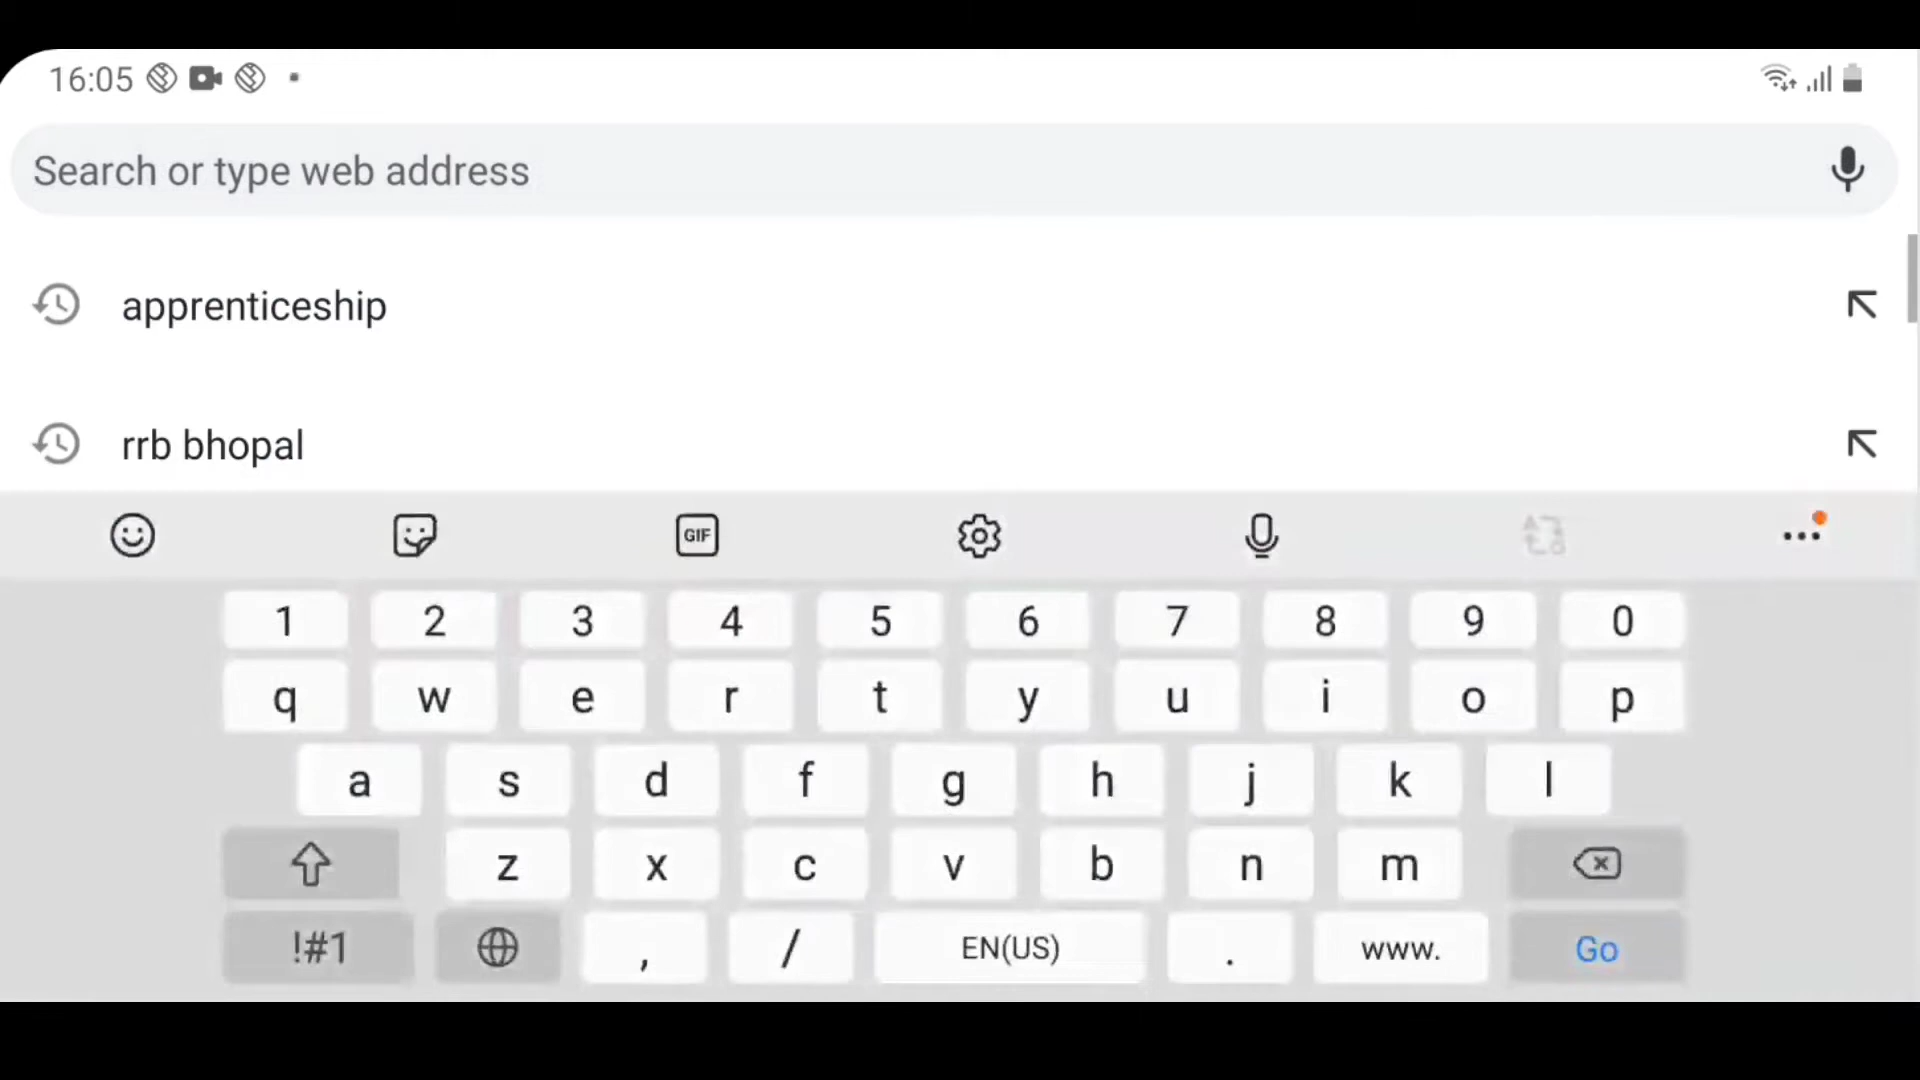 16:05
Search or type web address
apprenticeship
rrb bhopal
GIF
1 2 3 4 5 6 7 8 9 0
q w e r t y u i o p
a s d f g h j k l
z x c v b n m
!#1 , / EN(US) . www. Go